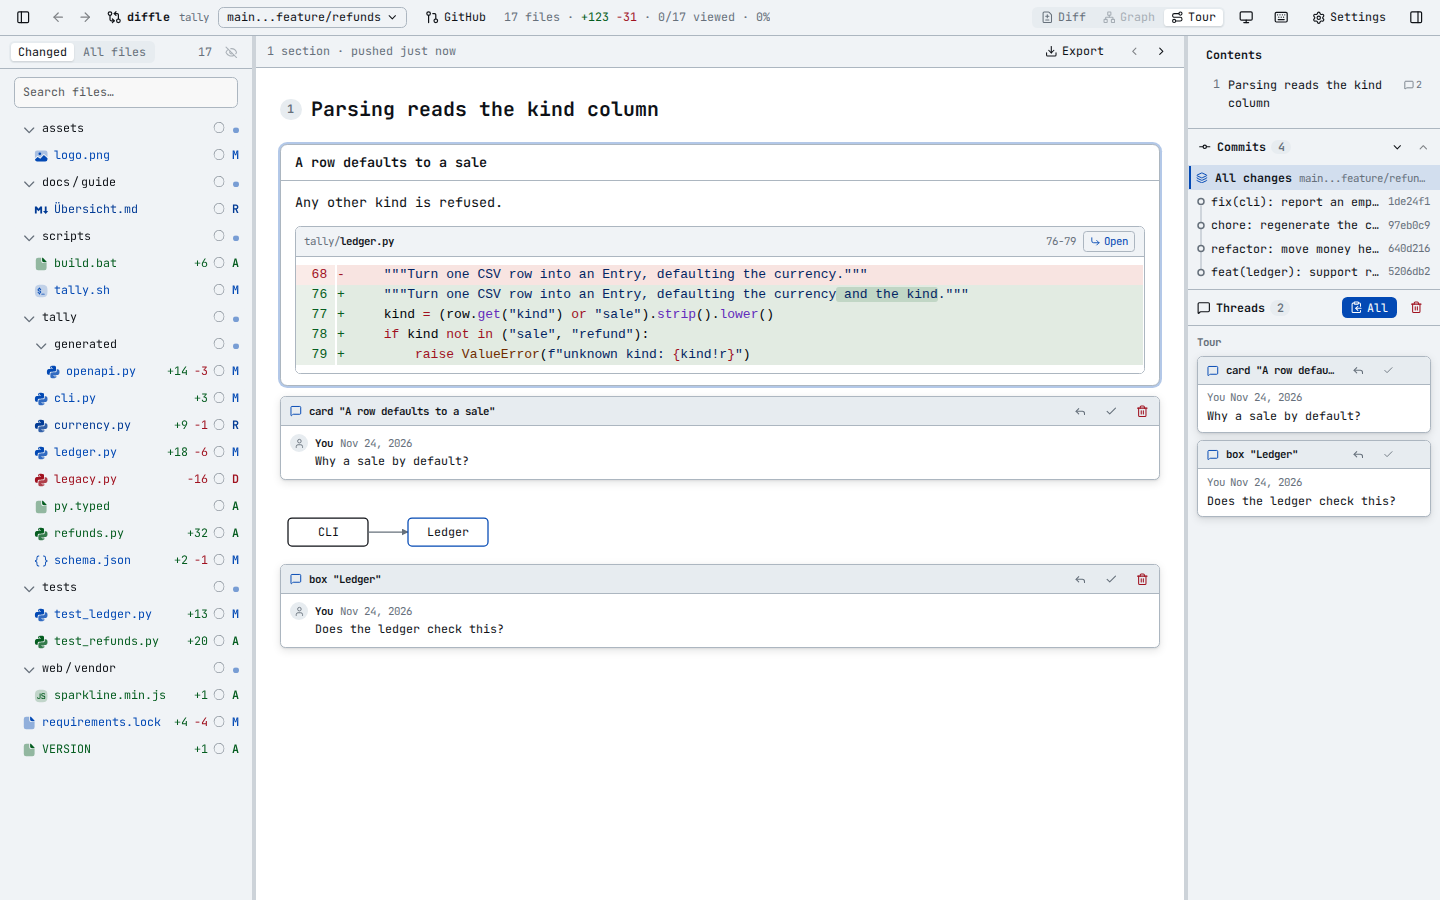 diffle tally main...feature/refunds GitHub 17 files · +123 -31 · 0/17 viewed · 0% Diff Graph Tour Settings
Changed All files 17
Search files…
assets
logo.png M
docs/guide
Übersicht.md R
scripts
build.bat +6 A
tally.sh M
tally
generated
openapi.py +14 -3 M
cli.py +3 M
currency.py +9 -1 R
ledger.py +18 -6 M
legacy.py -16 D
py.typed A
refunds.py +32 A
schema.json +2 -1 M
tests
test_ledger.py +13 M
test_refunds.py +20 A
web/vendor
sparkline.min.js +1 A
requirements.lock +4 -4 M
VERSION +1 A
1 section · pushed just now Export
1 Parsing reads the kind column
A row defaults to a sale
Any other kind is refused.
tally/ledger.py 76-79 Open
68 - """Turn one CSV row into an Entry, defaulting the currency."""
76 + """Turn one CSV row into an Entry, defaulting the currency and the kind."""
77 + kind = (row.get("kind") or "sale").strip().lower()
78 + if kind not in ("sale", "refund"):
79 + raise ValueError(f"unknown kind: {kind!r}")
card "A row defaults to a sale"
You Nov 24, 2026
Why a sale by default?
CLI Ledger
box "Ledger"
You Nov 24, 2026
Does the ledger check this?
Contents
1 Parsing reads the kind column 2
Commits 4
All changes main...feature/refun…
fix(cli): report an emp… 1de24f1
chore: regenerate the c… 97eb0c9
refactor: move money he… 640d216
feat(ledger): support r… 5206db2
Threads 2 All
Tour
card "A row defau…
You Nov 24, 2026
Why a sale by default?
box "Ledger"
You Nov 24, 2026
Does the ledger check this?